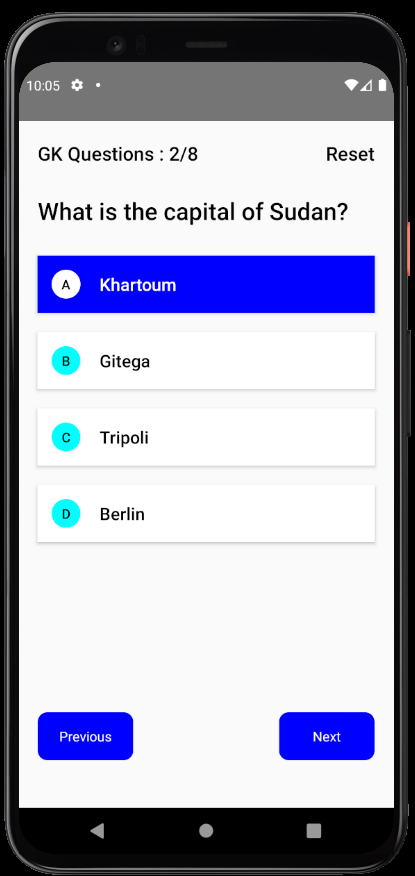 10:05
GK Questions : 2/8 Reset
What is the capital of Sudan?
A Khartoum
B Gitega
C Tripoli
D Berlin
Previous Next